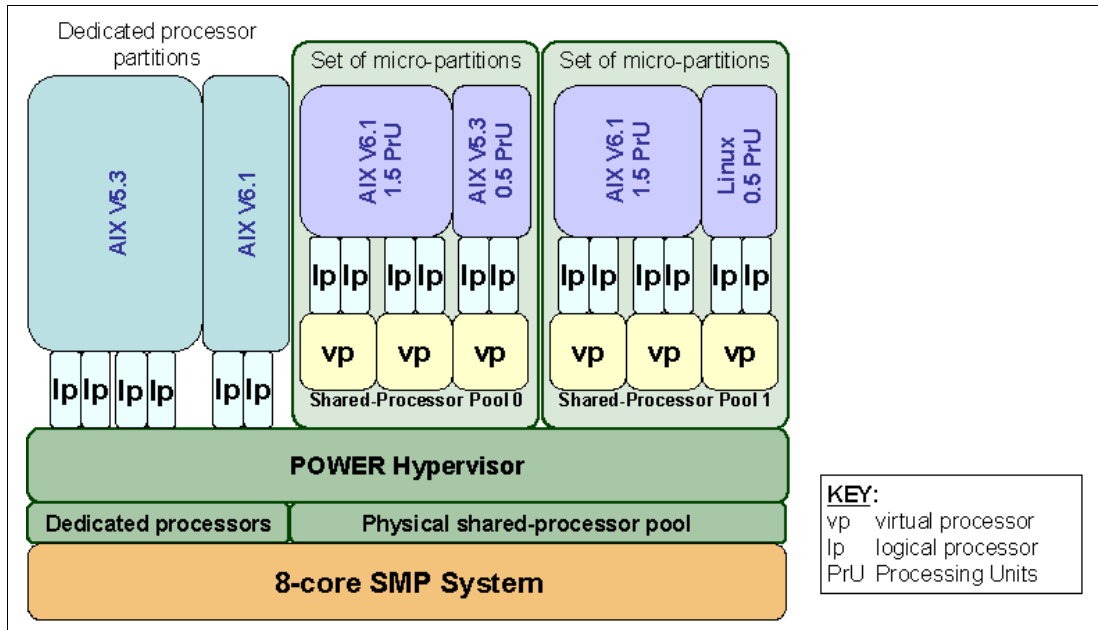 Dedicated processor
partitions
Set of micro-partitions
Set of micro-partitions
AIX V5.3
AIX V6.1
AIX V6.1
1.5 PrU
AIX V5.3
0.5 PrU
AIX V6.1
1.5 PrU
Linux
0.5 PrU
lp lp lp lp lp lp
lp lp lp lp lp lp
vp vp vp
vp vp vp
Shared-Processor Pool 0
Shared-Processor Pool 1
lp lp lp lp
lp lp
POWER Hypervisor
Dedicated processors
Physical shared-processor pool
8-core SMP System
KEY:
vp virtual processor
lp logical processor
PrU Processing Units